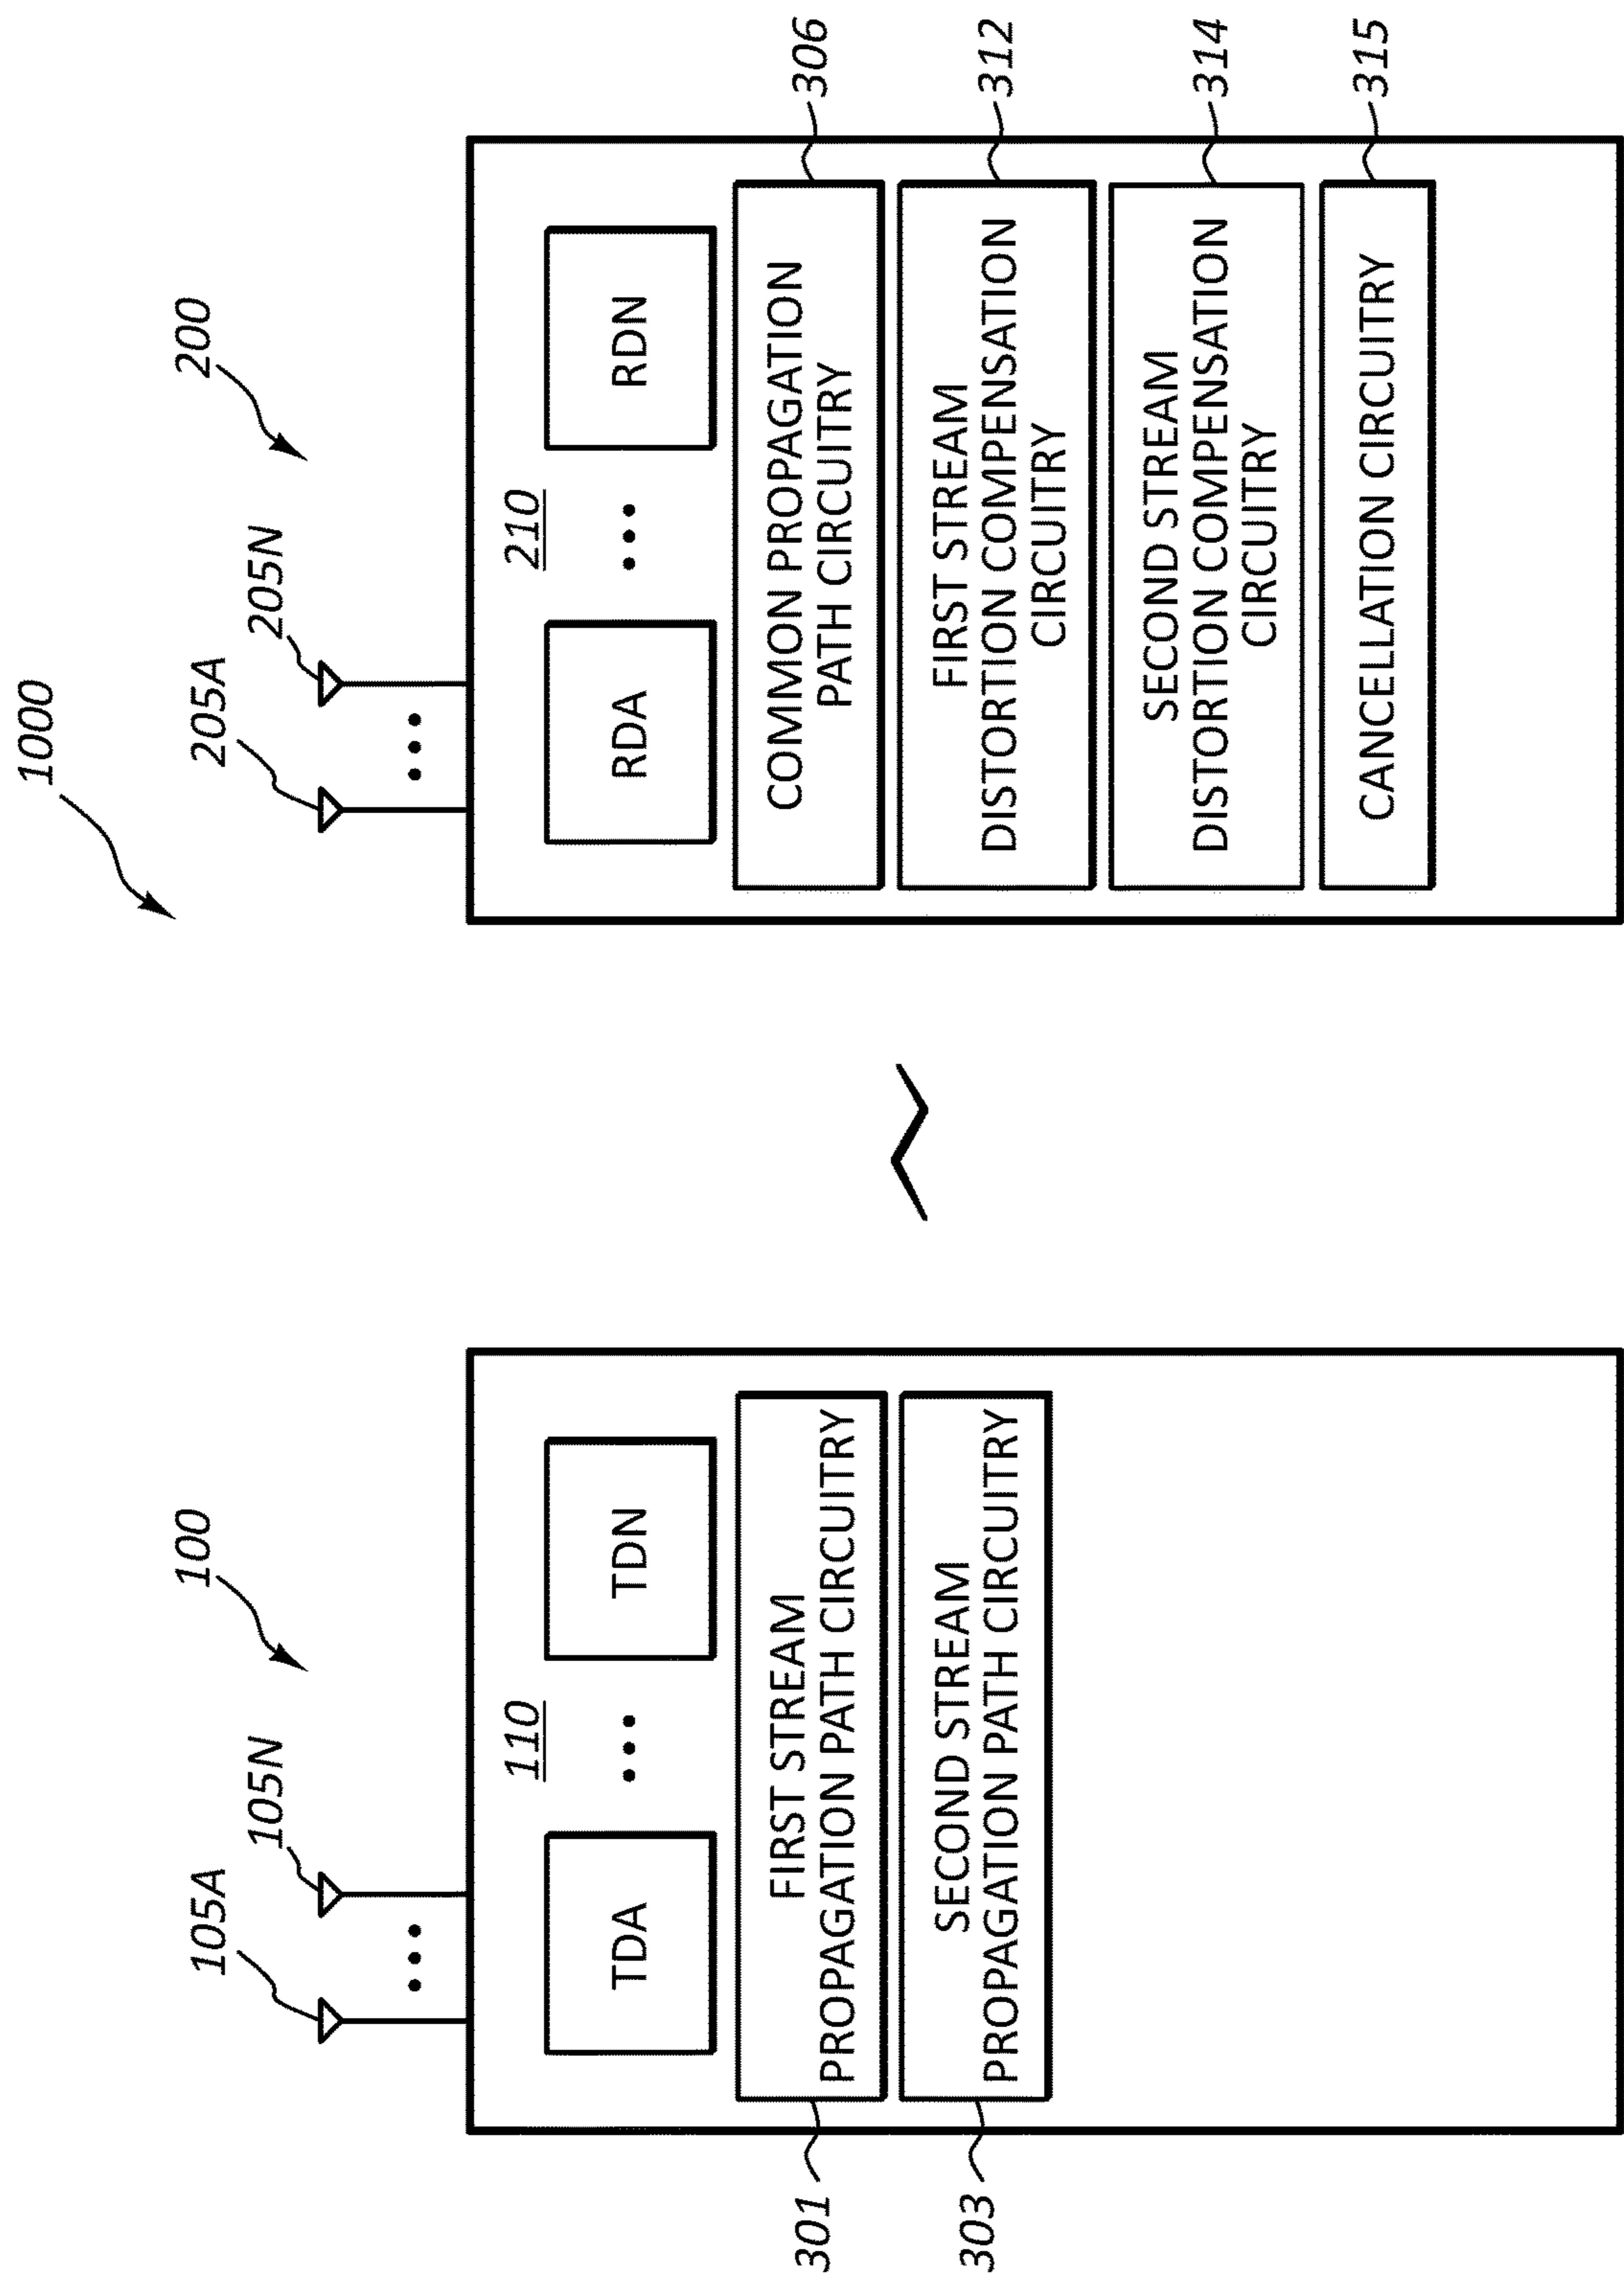 1000
100
105A
105N
110
TDA
TDN
FIRST STREAM
PROPAGATION PATH CIRCUITRY
301
SECOND STREAM
PROPAGATION PATH CIRCUITRY
303
200
205A
205N
210
RDA
RDN
COMMON PROPAGATION
PATH CIRCUITRY
306
FIRST STREAM
DISTORTION COMPENSATION
CIRCUITRY
312
SECOND STREAM
DISTORTION COMPENSATION
CIRCUITRY
314
CANCELLATION CIRCUITRY
315